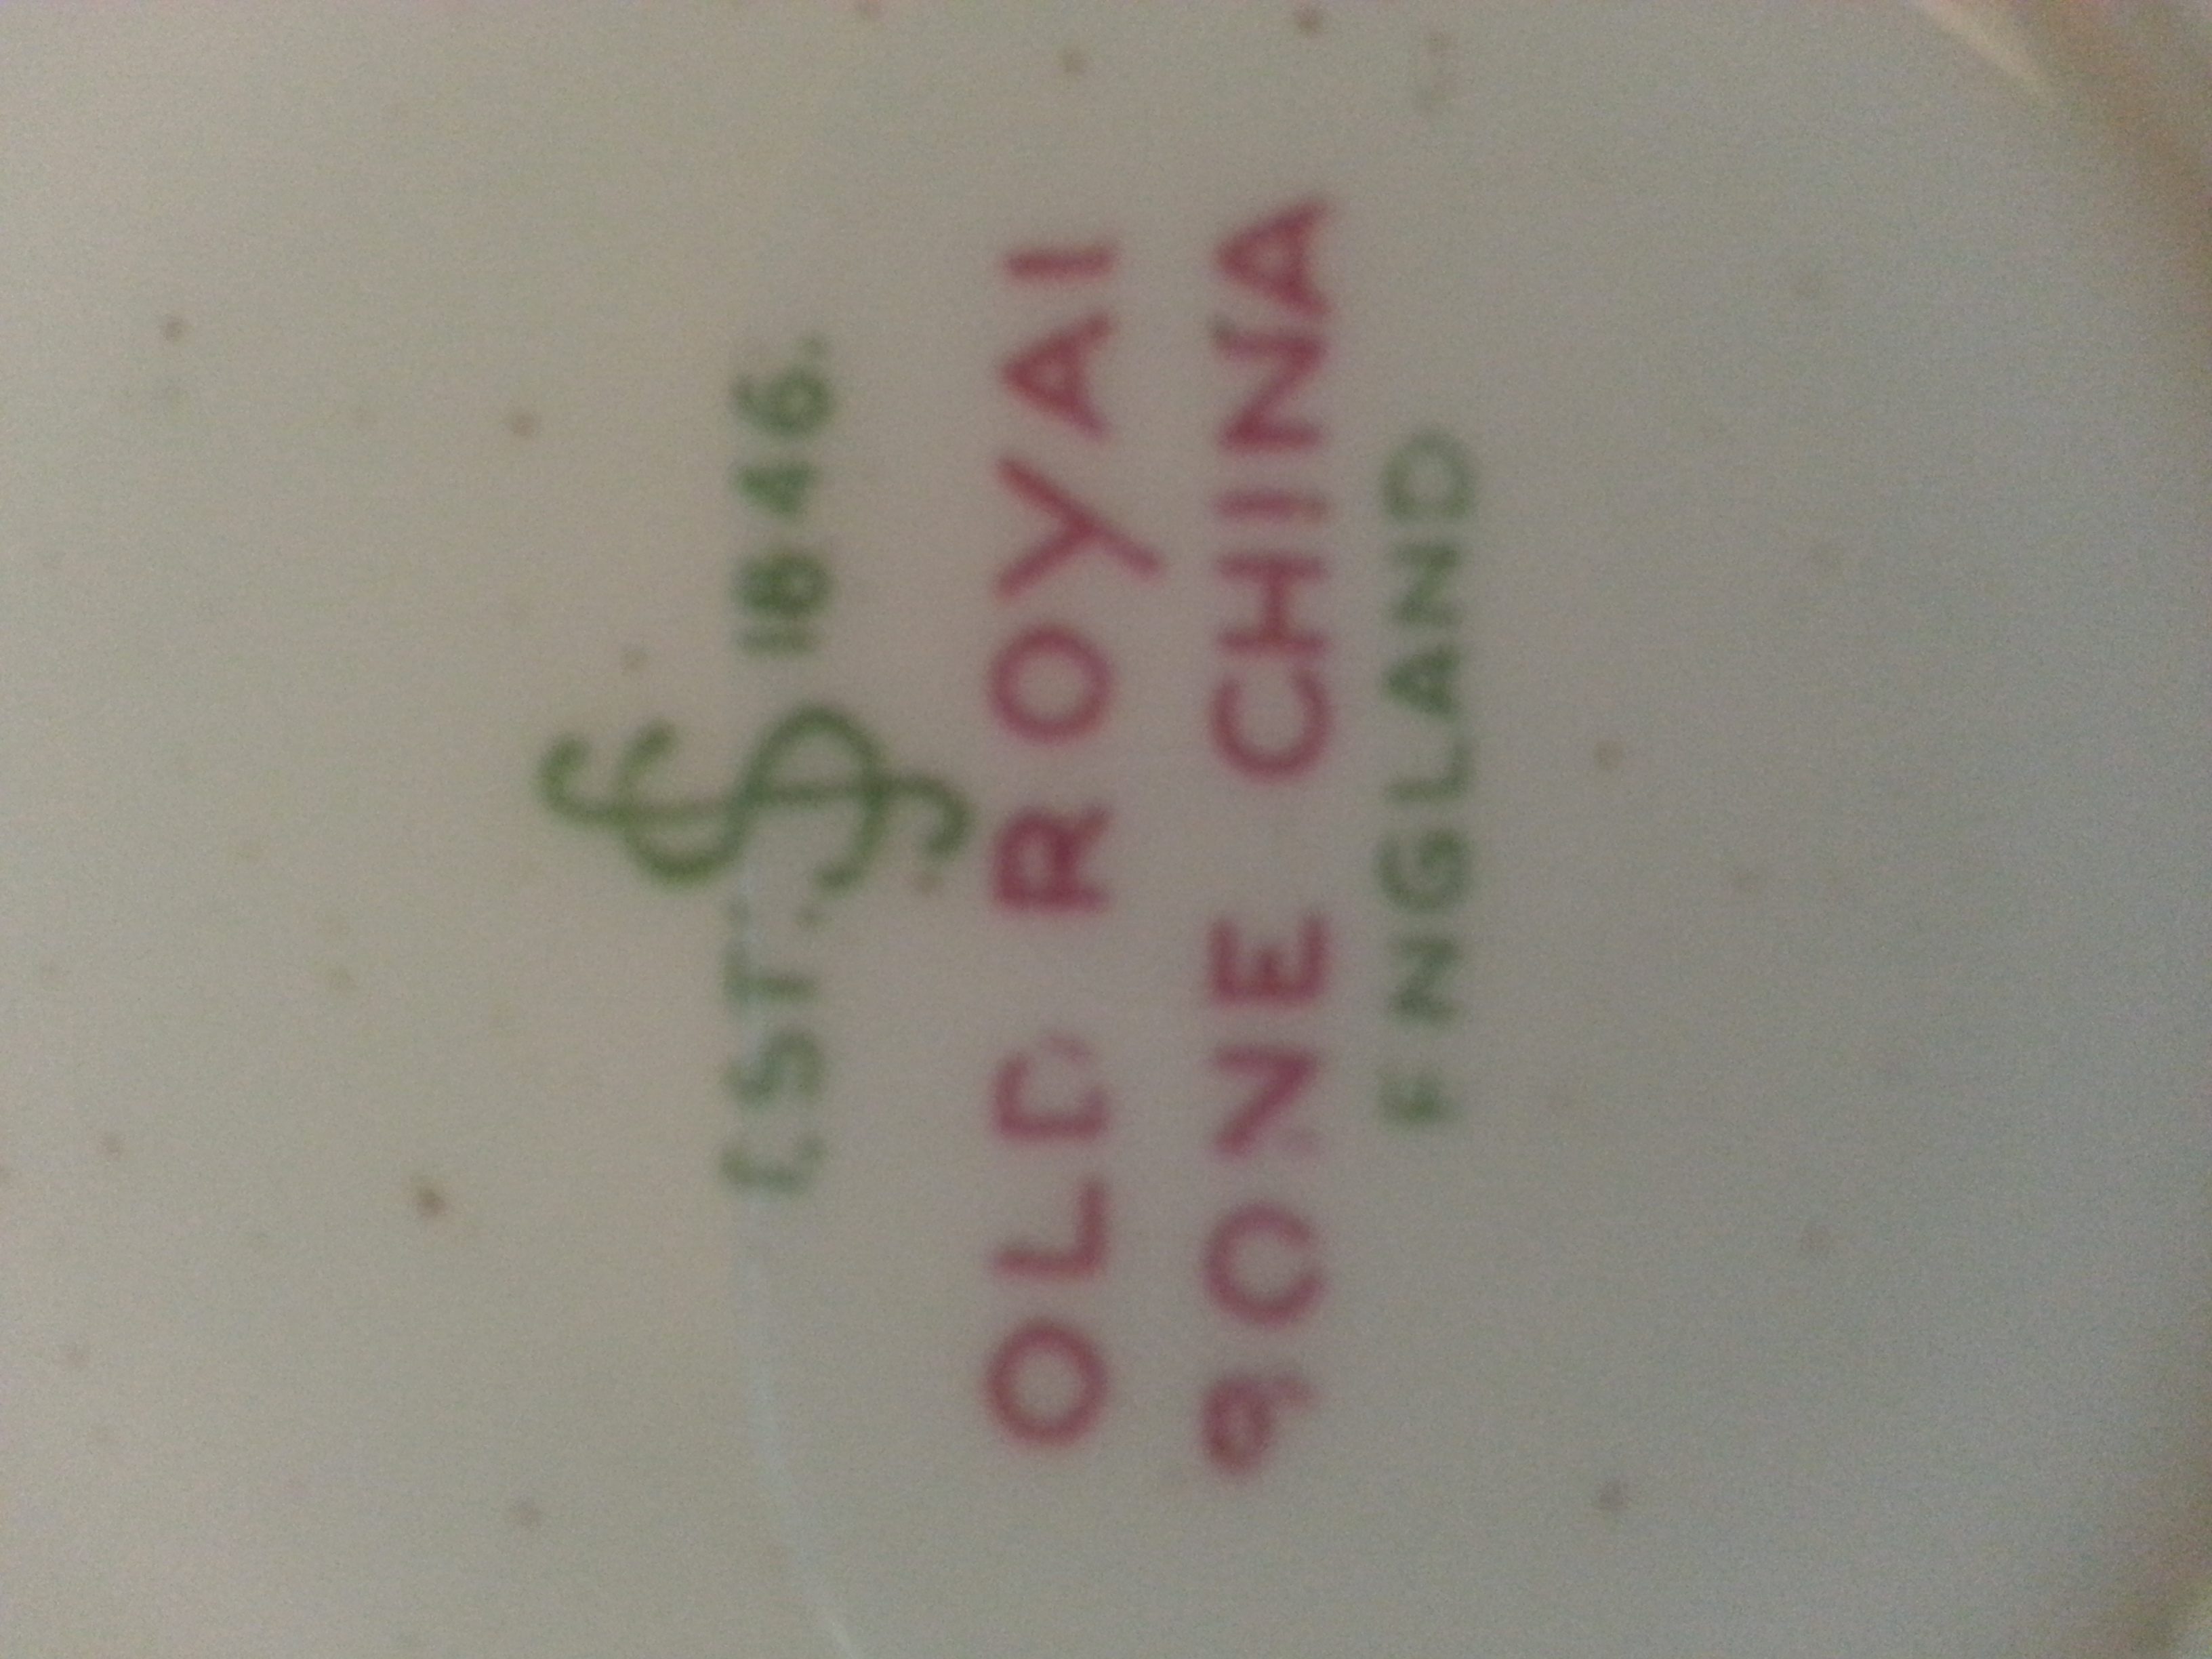 EST. 1846.
OLD ROYAL
BONE CHINA
ENGLAND